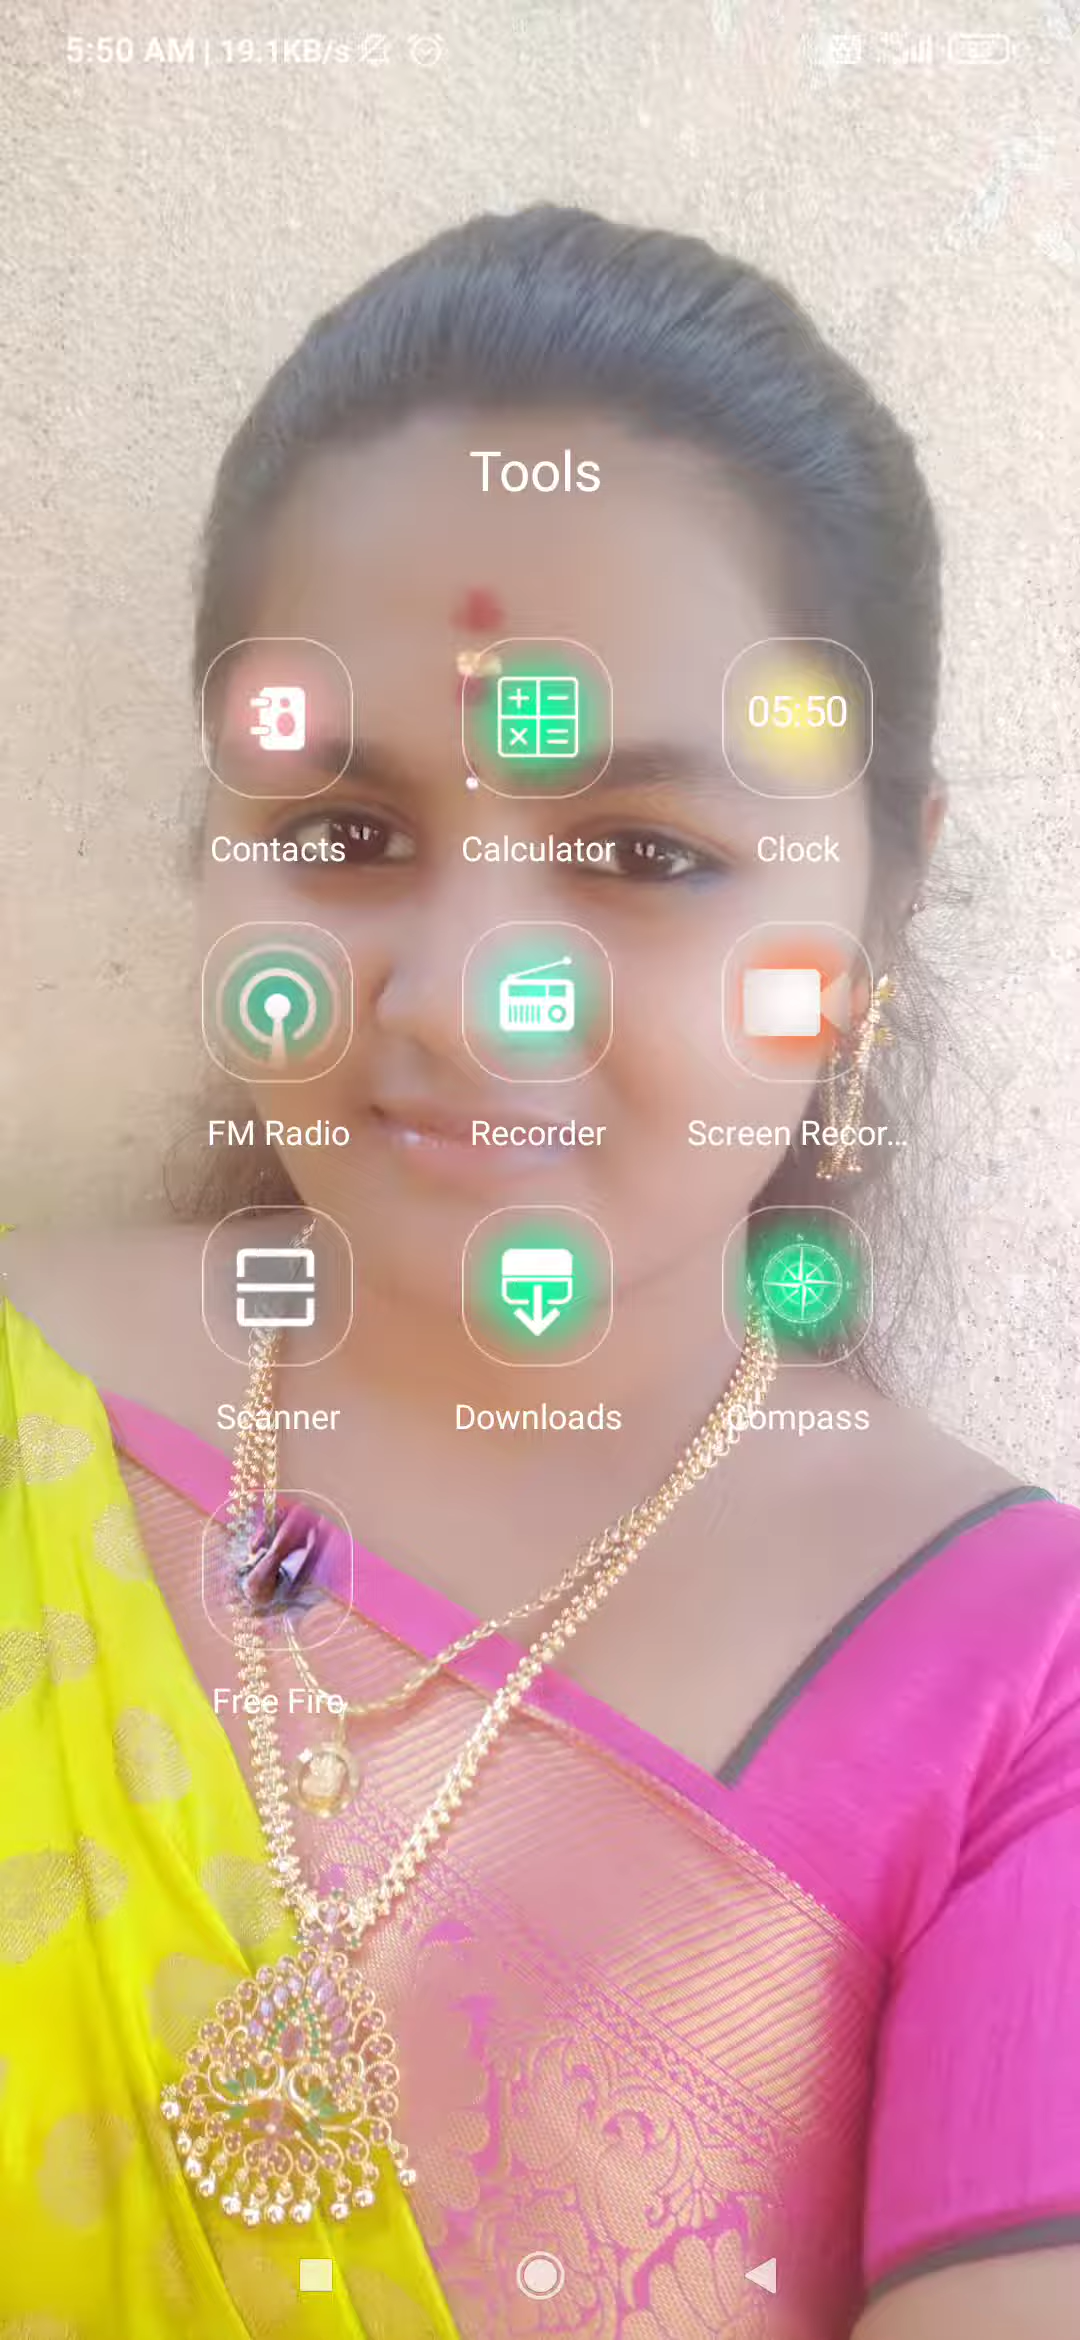 5:50 AM | 19.1KB/s
Tools
05:50
Contacts
Calculator
Clock
FM Radio
Recorder
Screen Recor...
Scanner
Downloads
Compass
Free Fire